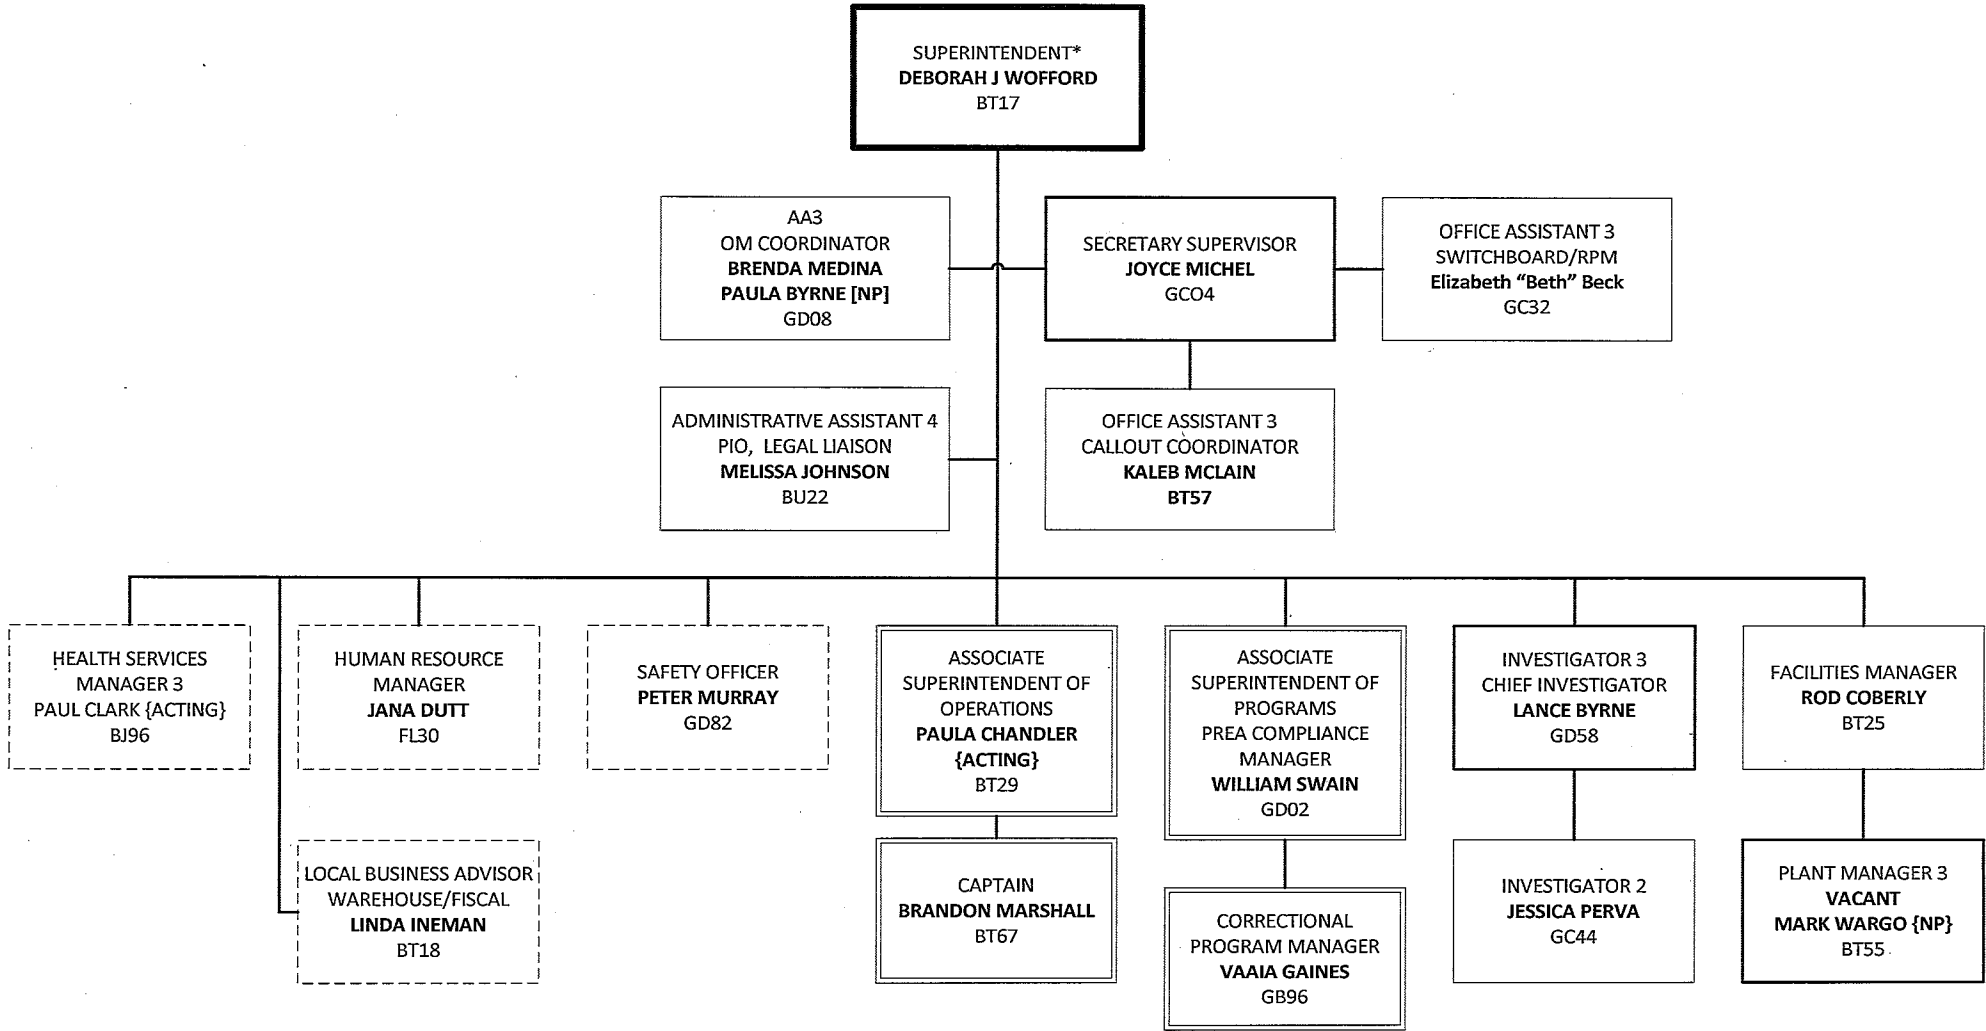 SUPERINTENDENT*
DEBORAH J WOFFORD
BT17
AA3
OM COORDINATOR
BRENDA MEDINA
PAULA BYRNE [NP]
GD08
SECRETARY SUPERVISOR
JOYCE MICHEL
GCO4
OFFICE ASSISTANT 3
SWITCHBOARD/RPM
Elizabeth “Beth” Beck
GC32
ADMINISTRATIVE ASSISTANT 4
PIO, LEGAL LIAISON
MELISSA JOHNSON
BU22
OFFICE ASSISTANT 3
CALLOUT COORDINATOR
KALEB MCLAIN
BT57
HEALTH SERVICES
MANAGER 3
PAUL CLARK {ACTING}
BJ96
HUMAN RESOURCE
MANAGER
JANA DUTT
FL30
SAFETY OFFICER
PETER MURRAY
GD82
ASSOCIATE
SUPERINTENDENT OF
OPERATIONS
PAULA CHANDLER
{ACTING}
BT29
ASSOCIATE
SUPERINTENDENT OF
PROGRAMS
PREA COMPLIANCE
MANAGER
WILLIAM SWAIN
GD02
INVESTIGATOR 3
CHIEF INVESTIGATOR
LANCE BYRNE
GD58
FACILITIES MANAGER
ROD COBERLY
BT25
LOCAL BUSINESS ADVISOR
WAREHOUSE/FISCAL
LINDA INEMAN
BT18
CAPTAIN
BRANDON MARSHALL
BT67
CORRECTIONAL
PROGRAM MANAGER
VAAIA GAINES
GB96
INVESTIGATOR 2
JESSICA PERVA
GC44
PLANT MANAGER 3
VACANT
MARK WARGO {NP}
BT55